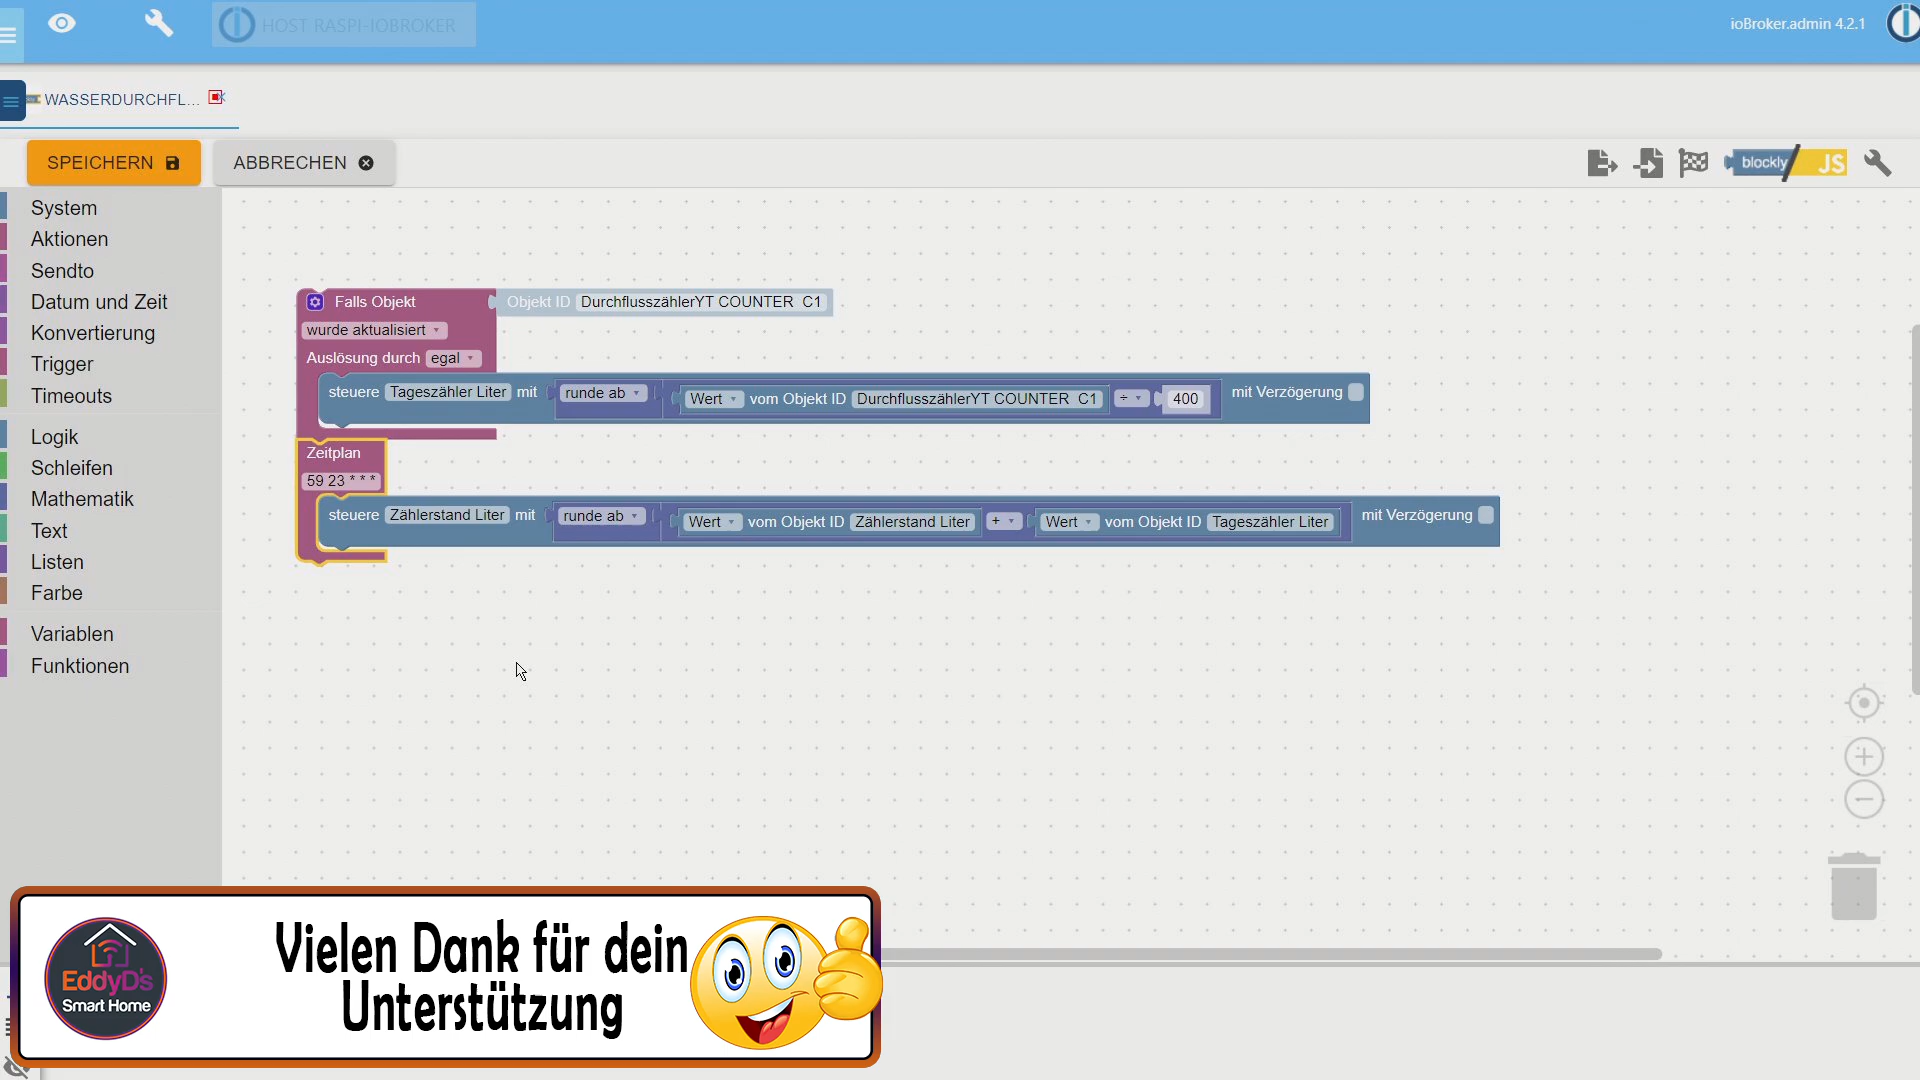 HOST RASPI-IOBROKER
ioBroker.admin 4.2.1
WASSERDURCHFL...
SPEICHERN
ABBRECHEN
blockly
JS
System
Aktionen
Sendto
Datum und Zeit
Konvertierung
Trigger
Timeouts
Logik
Schleifen
Mathematik
Text
Listen
Farbe
Variablen
Funktionen
Falls Objekt
Objekt ID DurchflusszählerYT COUNTER C1
wurde aktualisiert
Auslösung durch egal
steuere Tageszähler Liter mit runde ab Wert vom Objekt ID DurchflusszählerYT COUNTER C1 ÷ 400 mit Verzögerung
Zeitplan
59 23 * * *
steuere Zählerstand Liter mit runde ab Wert vom Objekt ID Zählerstand Liter + Wert vom Objekt ID Tageszähler Liter mit Verzögerung
EddyD's
Smart Home
Vielen Dank für dein
Unterstützung